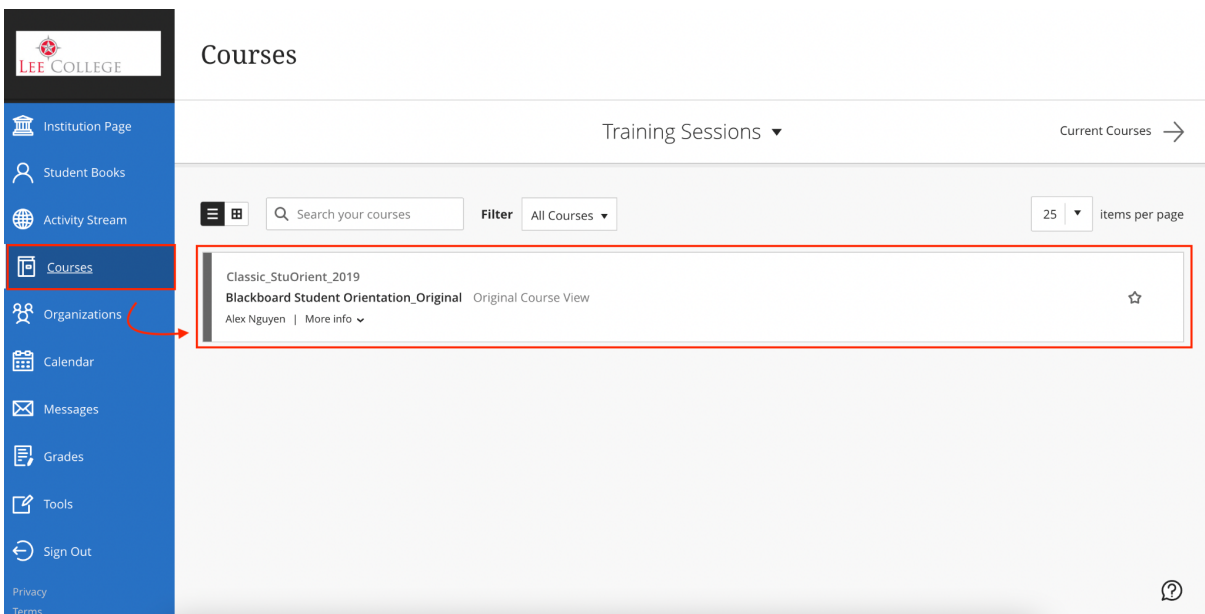 LEE COLLEGE
Institution Page
Student Books
Activity Stream
Courses
Organizations
Calendar
Messages
Grades
Tools
Sign Out
Privacy
Terms
Courses
Training Sessions
Current Courses
Search your courses
Filter All Courses
25 items per page
Classic_StuOrient_2019
Blackboard Student Orientation_Original Original Course View
Alex Nguyen | More info